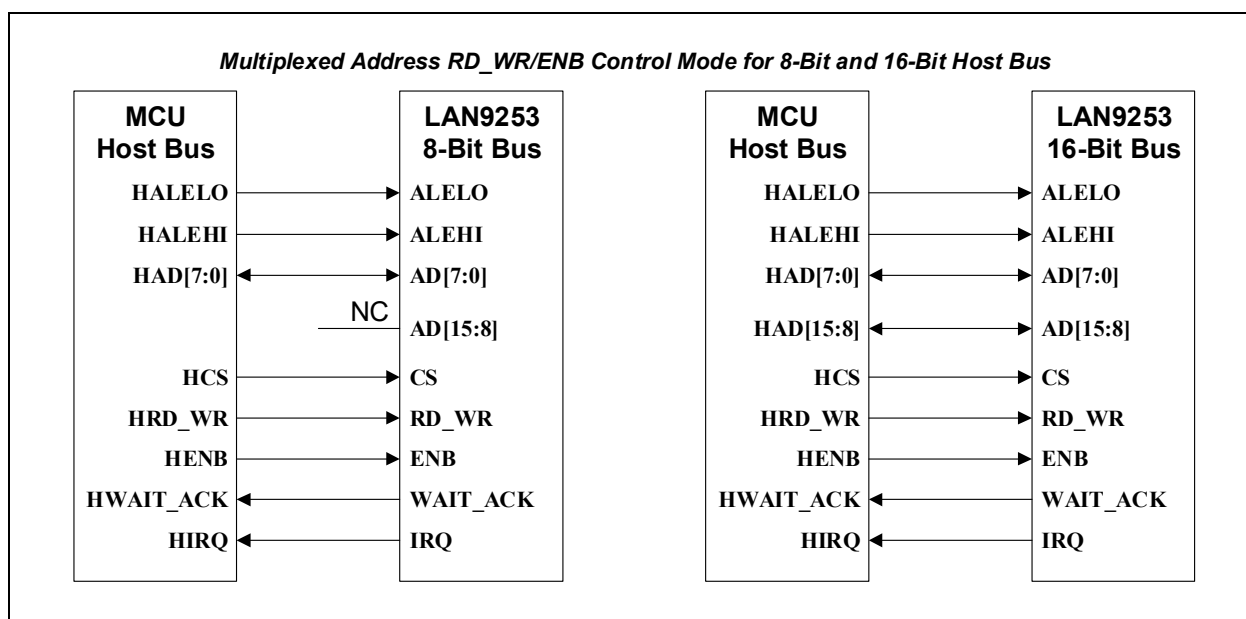 Multiplexed Address RD_WR/ENB Control Mode for 8-Bit and 16-Bit Host Bus
MCU
Host Bus
HALELO
HALEHI
HAD[7:0]
HCS
HRD_WR
HENB
HWAIT_ACK
HIRQ
NC
LAN9253
8-Bit Bus
ALELO
ALEHI
AD[7:0]
AD[15:8]
CS
RD_WR
ENB
WAIT_ACK
IRQ
MCU
Host Bus
HALELO
HALEHI
HAD[7:0]
HAD[15:8]
HCS
HRD_WR
HENB
HWAIT_ACK
HIRQ
LAN9253
16-Bit Bus
ALELO
ALEHI
AD[7:0]
AD[15:8]
CS
RD_WR
ENB
WAIT_ACK
IRQ